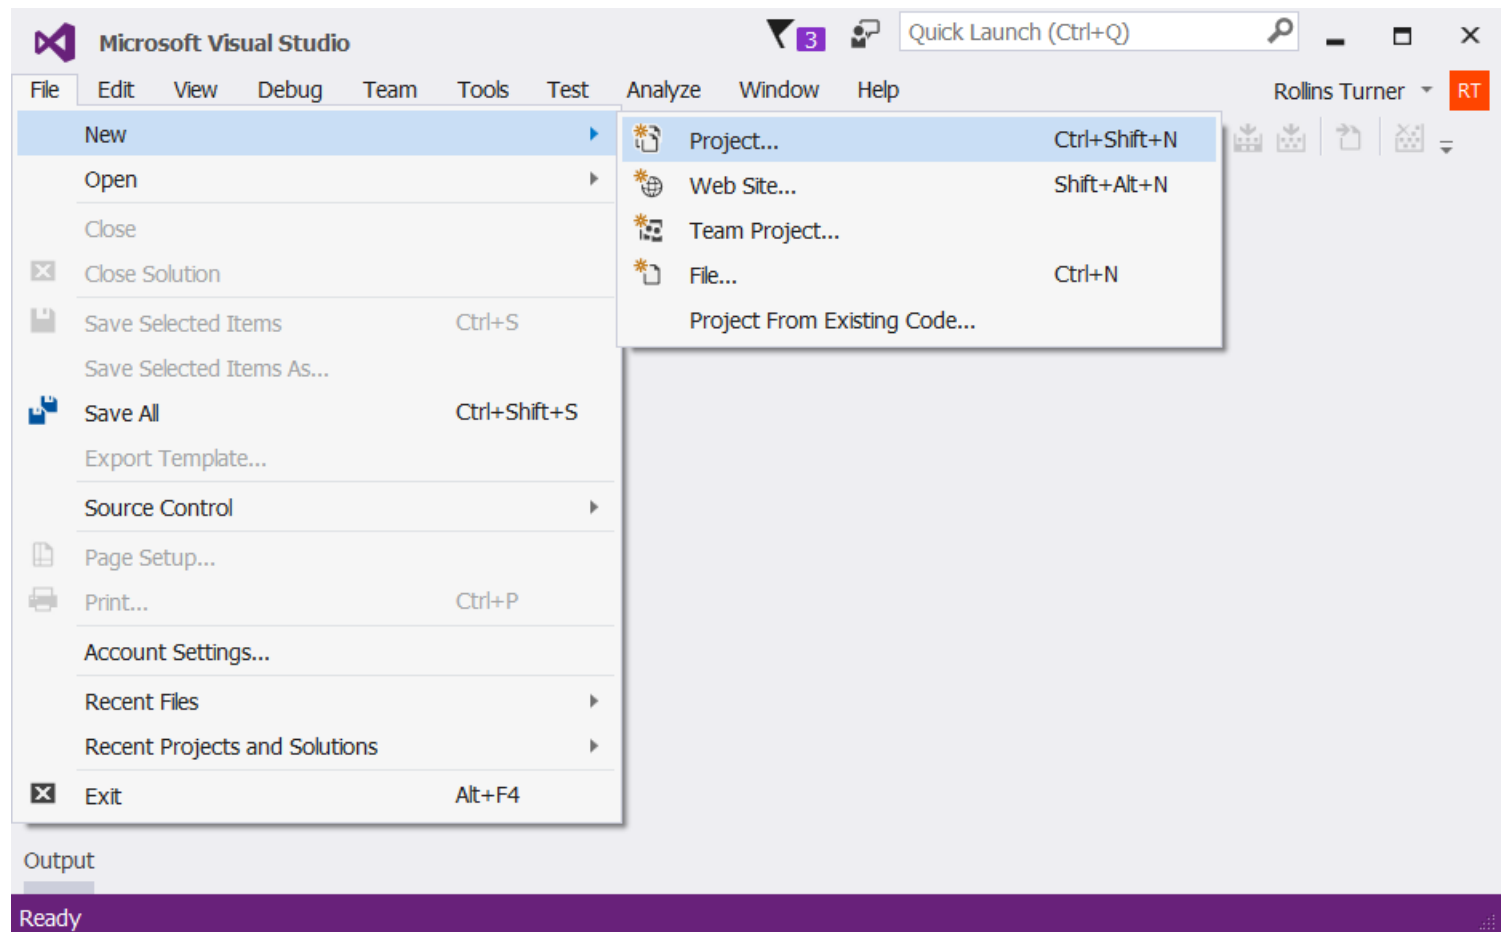 Microsoft Visual Studio
3
Quick Launch (Ctrl+Q)
File Edit View Debug Team Tools Test Analyze Window Help
Rollins Turner RT
New
Open
Close
Close Solution
Save Selected Items Ctrl+S
Save Selected Items As...
Save All Ctrl+Shift+S
Export Template...
Source Control
Page Setup...
Print... Ctrl+P
Account Settings...
Recent Files
Recent Projects and Solutions
Exit Alt+F4
Project... Ctrl+Shift+N
Web Site... Shift+Alt+N
Team Project...
File... Ctrl+N
Project From Existing Code...
Output
Ready